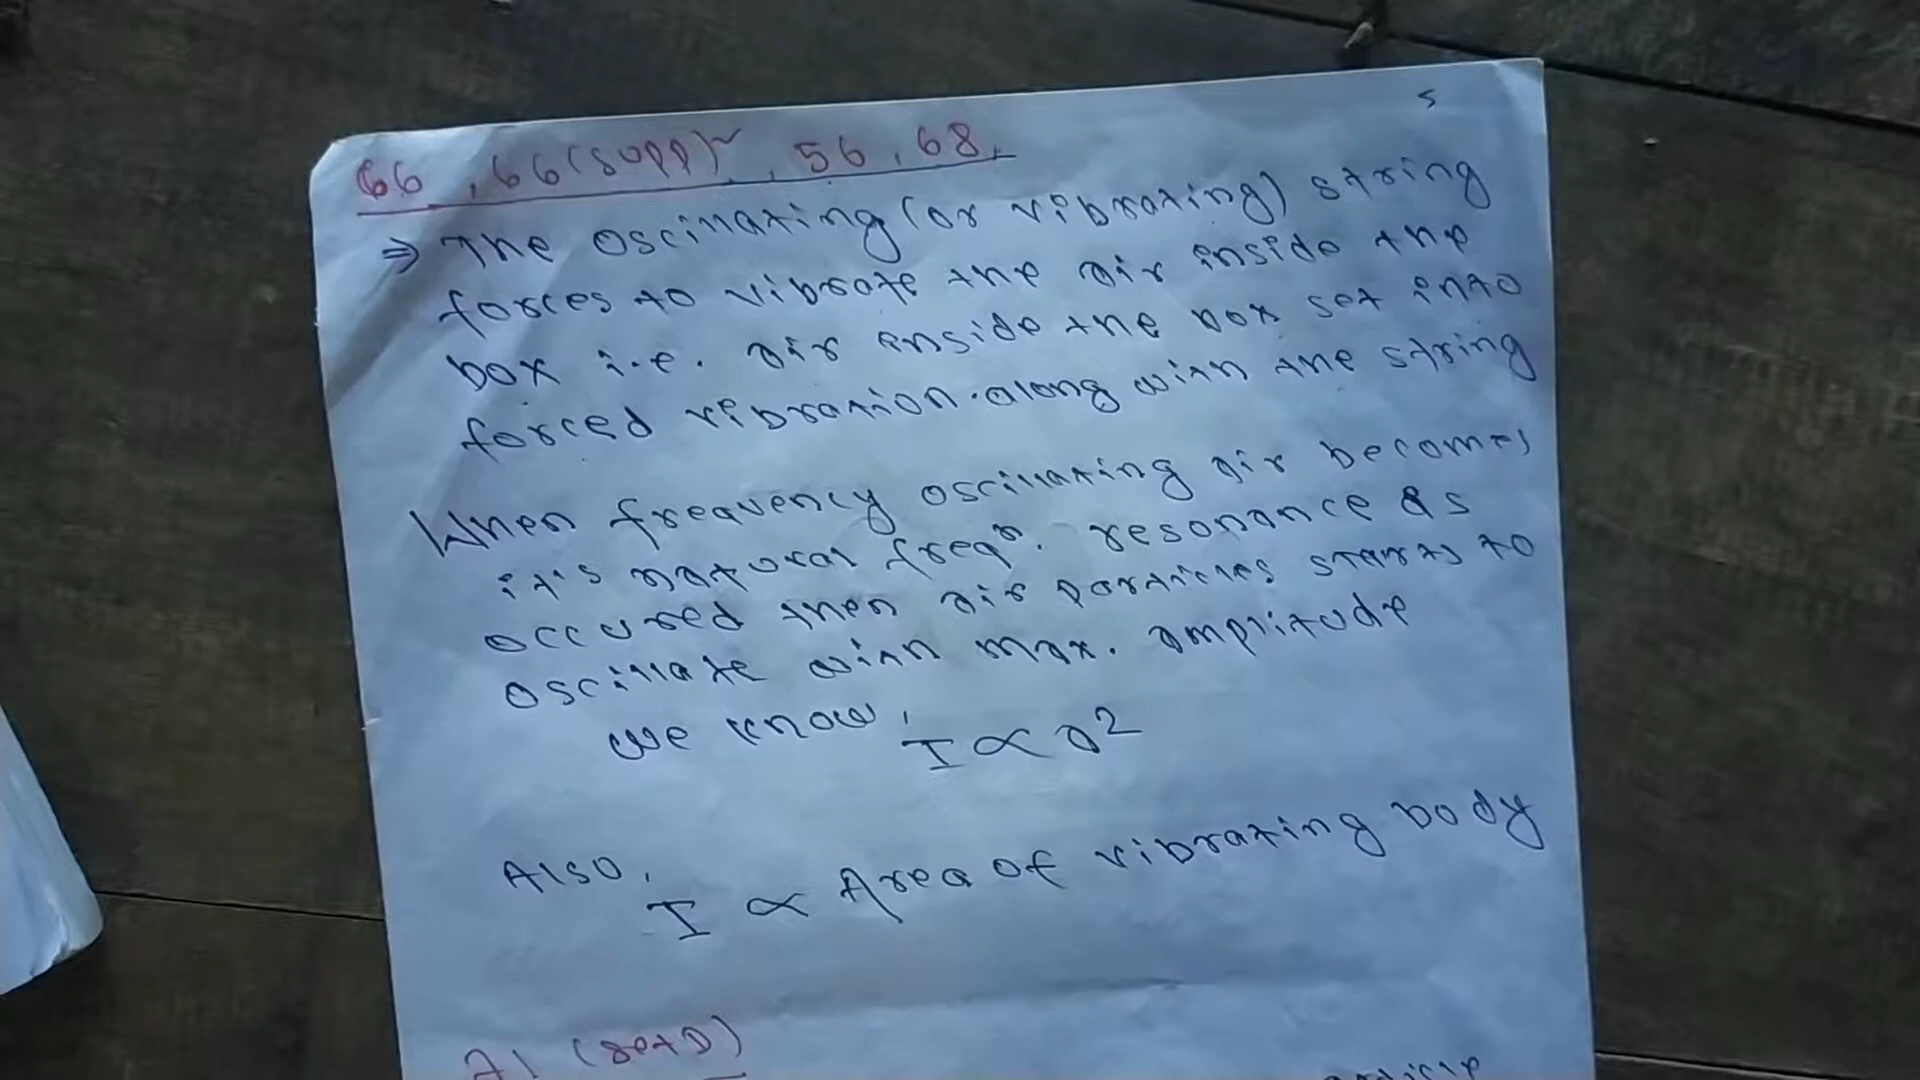 5
66, 66(supp)~, 56, 68,
⇒ The oscillating (or vibrating) string
forces to vibrate the air inside the
box i.e. air inside the box set into
forced vibration. along with the string
When frequency oscillating air becomes
it's natural freqn. resonance is
occured then air particles starts to
oscillate with max. amplitude
we know,
I ∝ a²
Also,
I ∝ Area of vibrating body
71 (set D)